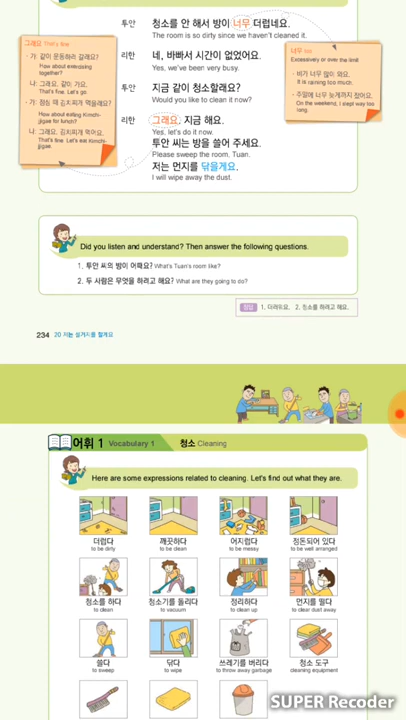 투안 청소를 안 해서 방이 너무 더럽네요.
The room is so dirty since we haven't cleaned it.
리한 네, 바빠서 시간이 없었어요.
Yes, we've been very busy.
투안 지금 같이 청소할래요?
Would you like to clean it now?
리한 그래요. 지금 해요.
Yes, let's do it now.
투안 씨는 방을 쓸어 주세요.
Please sweep the room, Tuan.
저는 먼지를 닦을게요.
I will wipe away the dust.
그래요 That's fine
· 가: 같이 운동하러 갈래요?
How about exercising
together?
나: 그래요. 같이 가요.
That's fine. Let's go.
· 가: 점심 때 김치찌개 먹을래요?
How about eating Kimchi-
jjigae for lunch?
나: 그래요. 김치찌개 먹어요.
That's fine. Let's eat Kimchi-
jjigae.
너무 too
Excessively or over the limit
· 비가 너무 많이 와요.
It is raining too much.
· 주말에 너무 늦게까지 잤어요.
On the weekend, I slept way too
long.
Did you listen and understand? Then answer the following questions.
1. 투안 씨의 방이 어때요? What's Tuan's room like?
2. 두 사람은 무엇을 하려고 해요? What are they going to do?
정답 1. 더러워요. 2. 청소를 하려고 해요.
234 20 저는 설거지를 할게요
어휘 1 Vocabulary 1 청소 Cleaning
Here are some expressions related to cleaning. Let's find out what they are.
더럽다 깨끗하다 어지럽다 정돈되어 있다
to be dirty to be clean to be messy to be well arranged
청소를 하다 청소기를 돌리다 정리하다 먼지를 떨다
to clean to vacuum to clean up to clear dust away
쓸다 닦다 쓰레기를 버리다 청소 도구
to sweep to wipe to throw away garbage cleaning equipment
SUPER Recorder